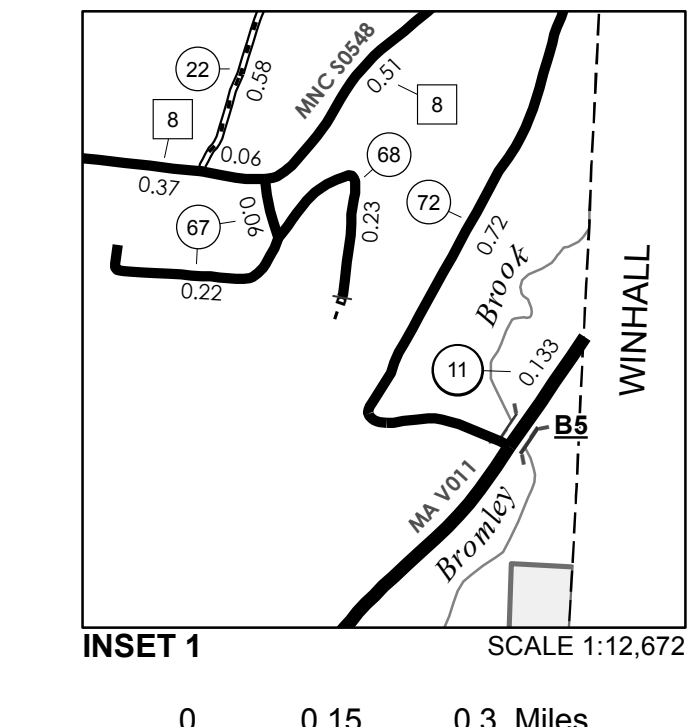 22
0.58
MNC S0548
0.51
8
8
0.06
68
0.37
0.06
67
72
0.23
0.72
0.22
Brook
WINHALL
11
0.133
B5
MA V011
Bromley
INSET 1
SCALE 1:12,672
0 0.15 0.3 Miles